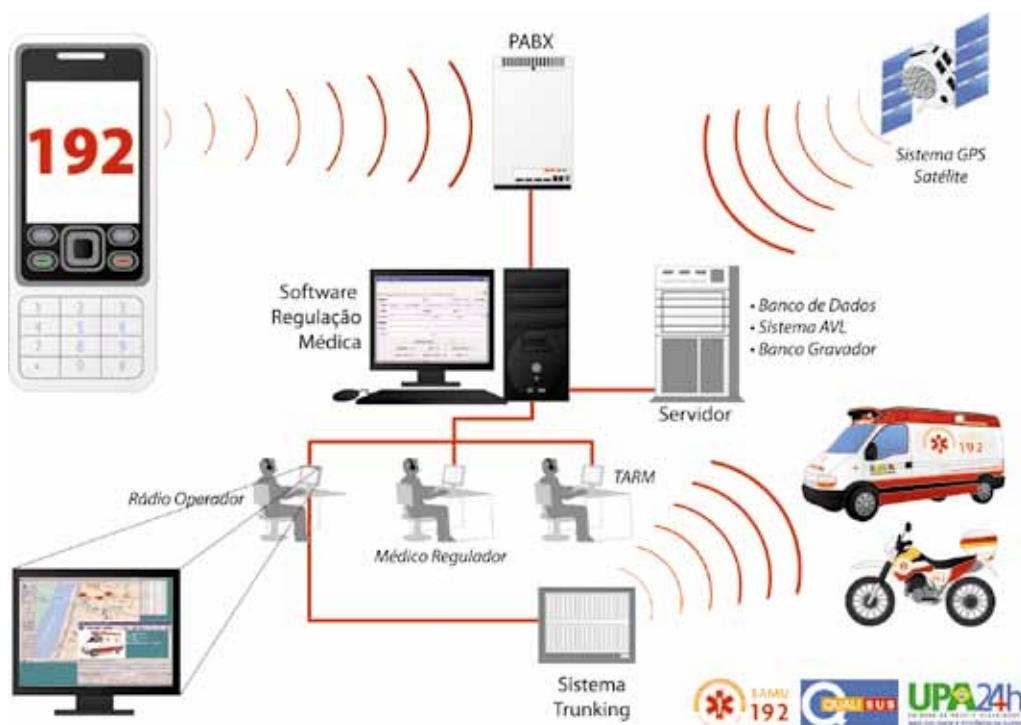 PABX
192
Sistema GPS
Satélite
Software
Regulação
Médica
• Banco de Dados
• Sistema AVL
• Banco Gravador
Servidor
192
Rádio Operador
Médico Regulador
TARM
Sistema
Trunking
SAMU
192
QUALISUS
UPA24h